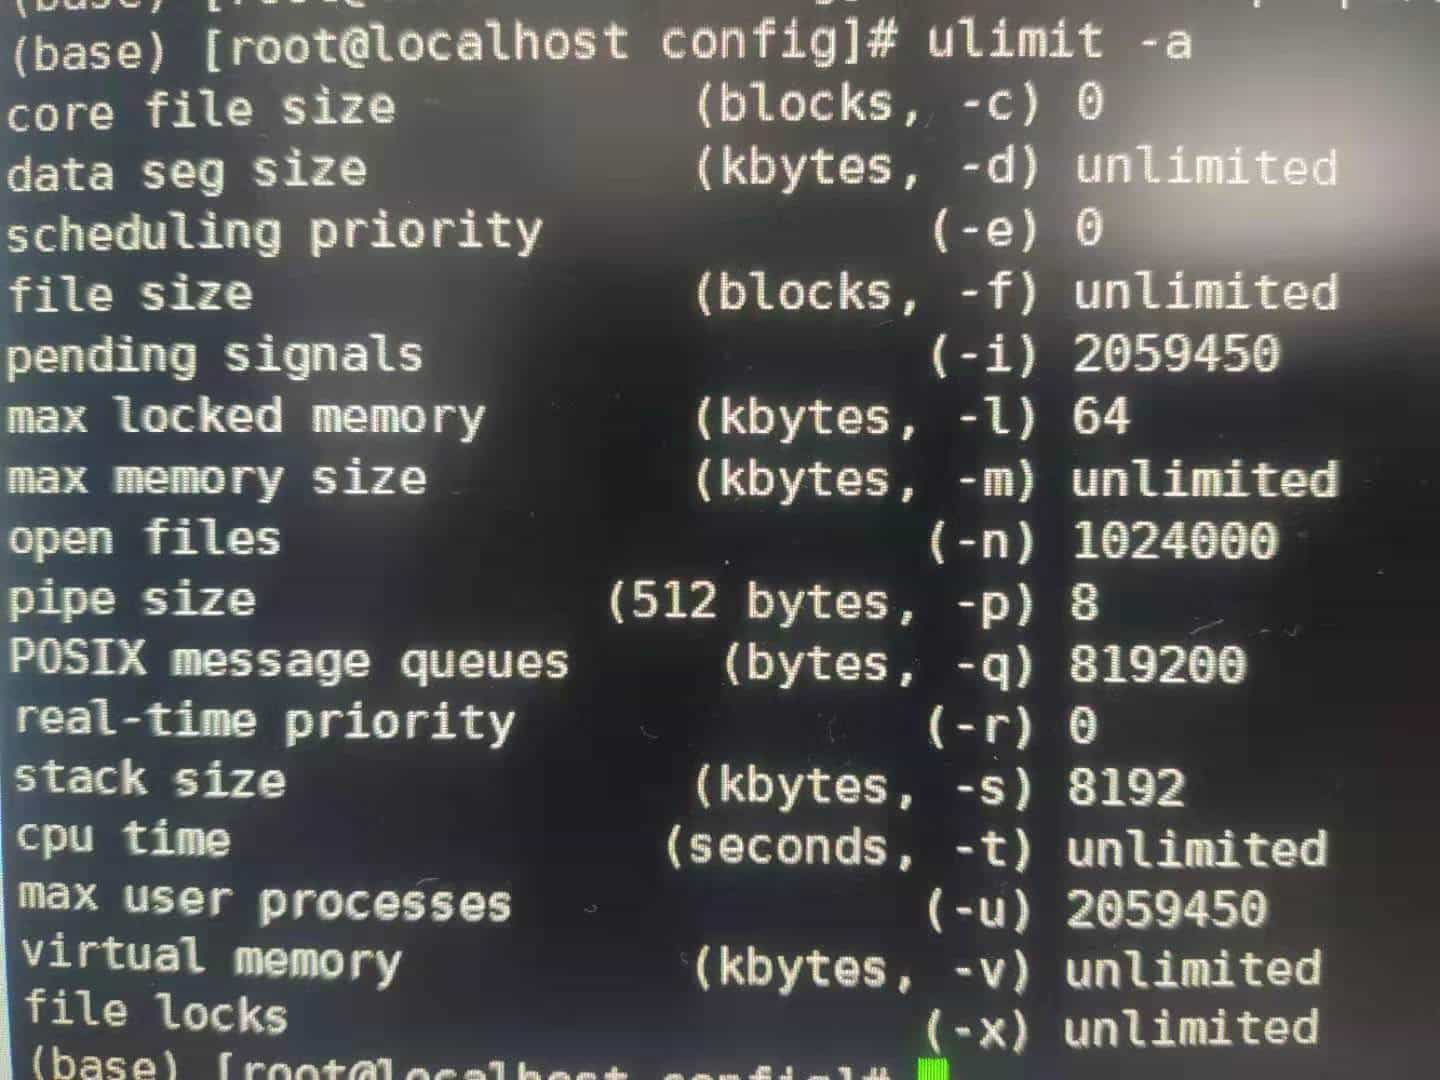 (base) [root@localhost config]# ulimit -a
core file size (blocks, -c) 0
data seg size (kbytes, -d) unlimited
scheduling priority (-e) 0
file size (blocks, -f) unlimited
pending signals (-i) 2059450
max locked memory (kbytes, -l) 64
max memory size (kbytes, -m) unlimited
open files (-n) 1024000
pipe size (512 bytes, -p) 8
POSIX message queues (bytes, -q) 819200
real-time priority (-r) 0
stack size (kbytes, -s) 8192
cpu time (seconds, -t) unlimited
max user processes (-u) 2059450
virtual memory (kbytes, -v) unlimited
file locks (-x) unlimited
(base) [root@localhost config]#